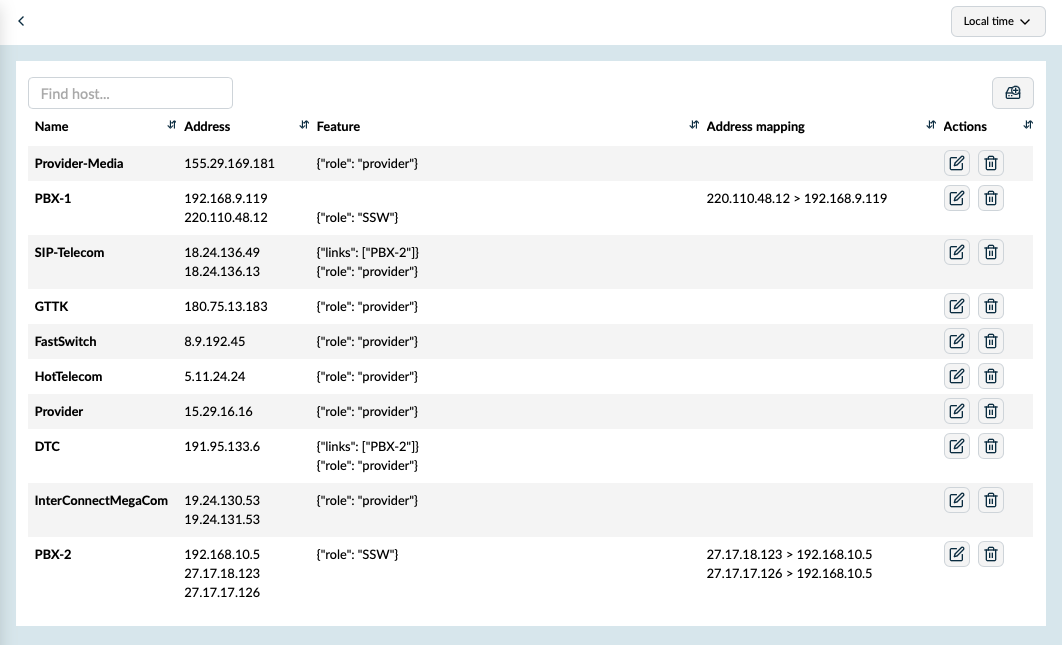 Local time
Find host...
Name Address Feature Address mapping Actions
Provider-Media 155.29.169.181 {"role": "provider"}
PBX-1 192.168.9.119 220.110.48.12 > 192.168.9.119
220.110.48.12 {"role": "SSW"}
SIP-Telecom 18.24.136.49 {"links": ["PBX-2"]}
18.24.136.13 {"role": "provider"}
GTTK 180.75.13.183 {"role": "provider"}
FastSwitch 8.9.192.45 {"role": "provider"}
HotTelecom 5.11.24.24 {"role": "provider"}
Provider 15.29.16.16 {"role": "provider"}
DTC 191.95.133.6 {"links": ["PBX-2"]}
{"role": "provider"}
InterConnectMegaCom 19.24.130.53 {"role": "provider"}
19.24.131.53
PBX-2 192.168.10.5 {"role": "SSW"} 27.17.18.123 > 192.168.10.5
27.17.18.123 27.17.17.126 > 192.168.10.5
27.17.17.126